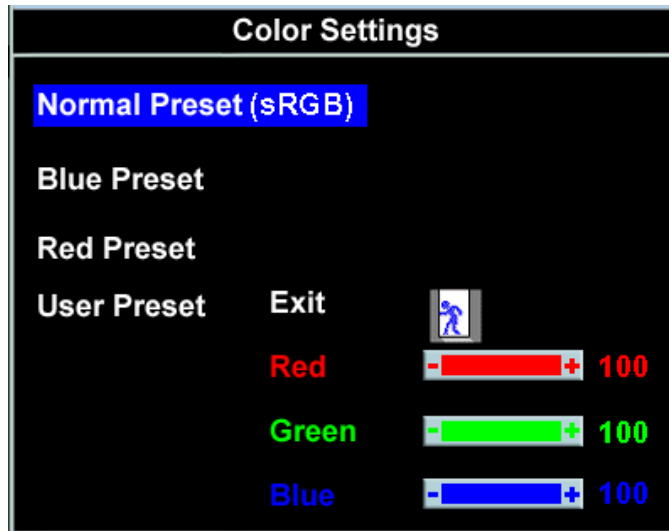 Color Settings
Normal Preset (sRGB)
Blue Preset
Red Preset
User Preset Exit
Red - + 100
Green - + 100
Blue - + 100